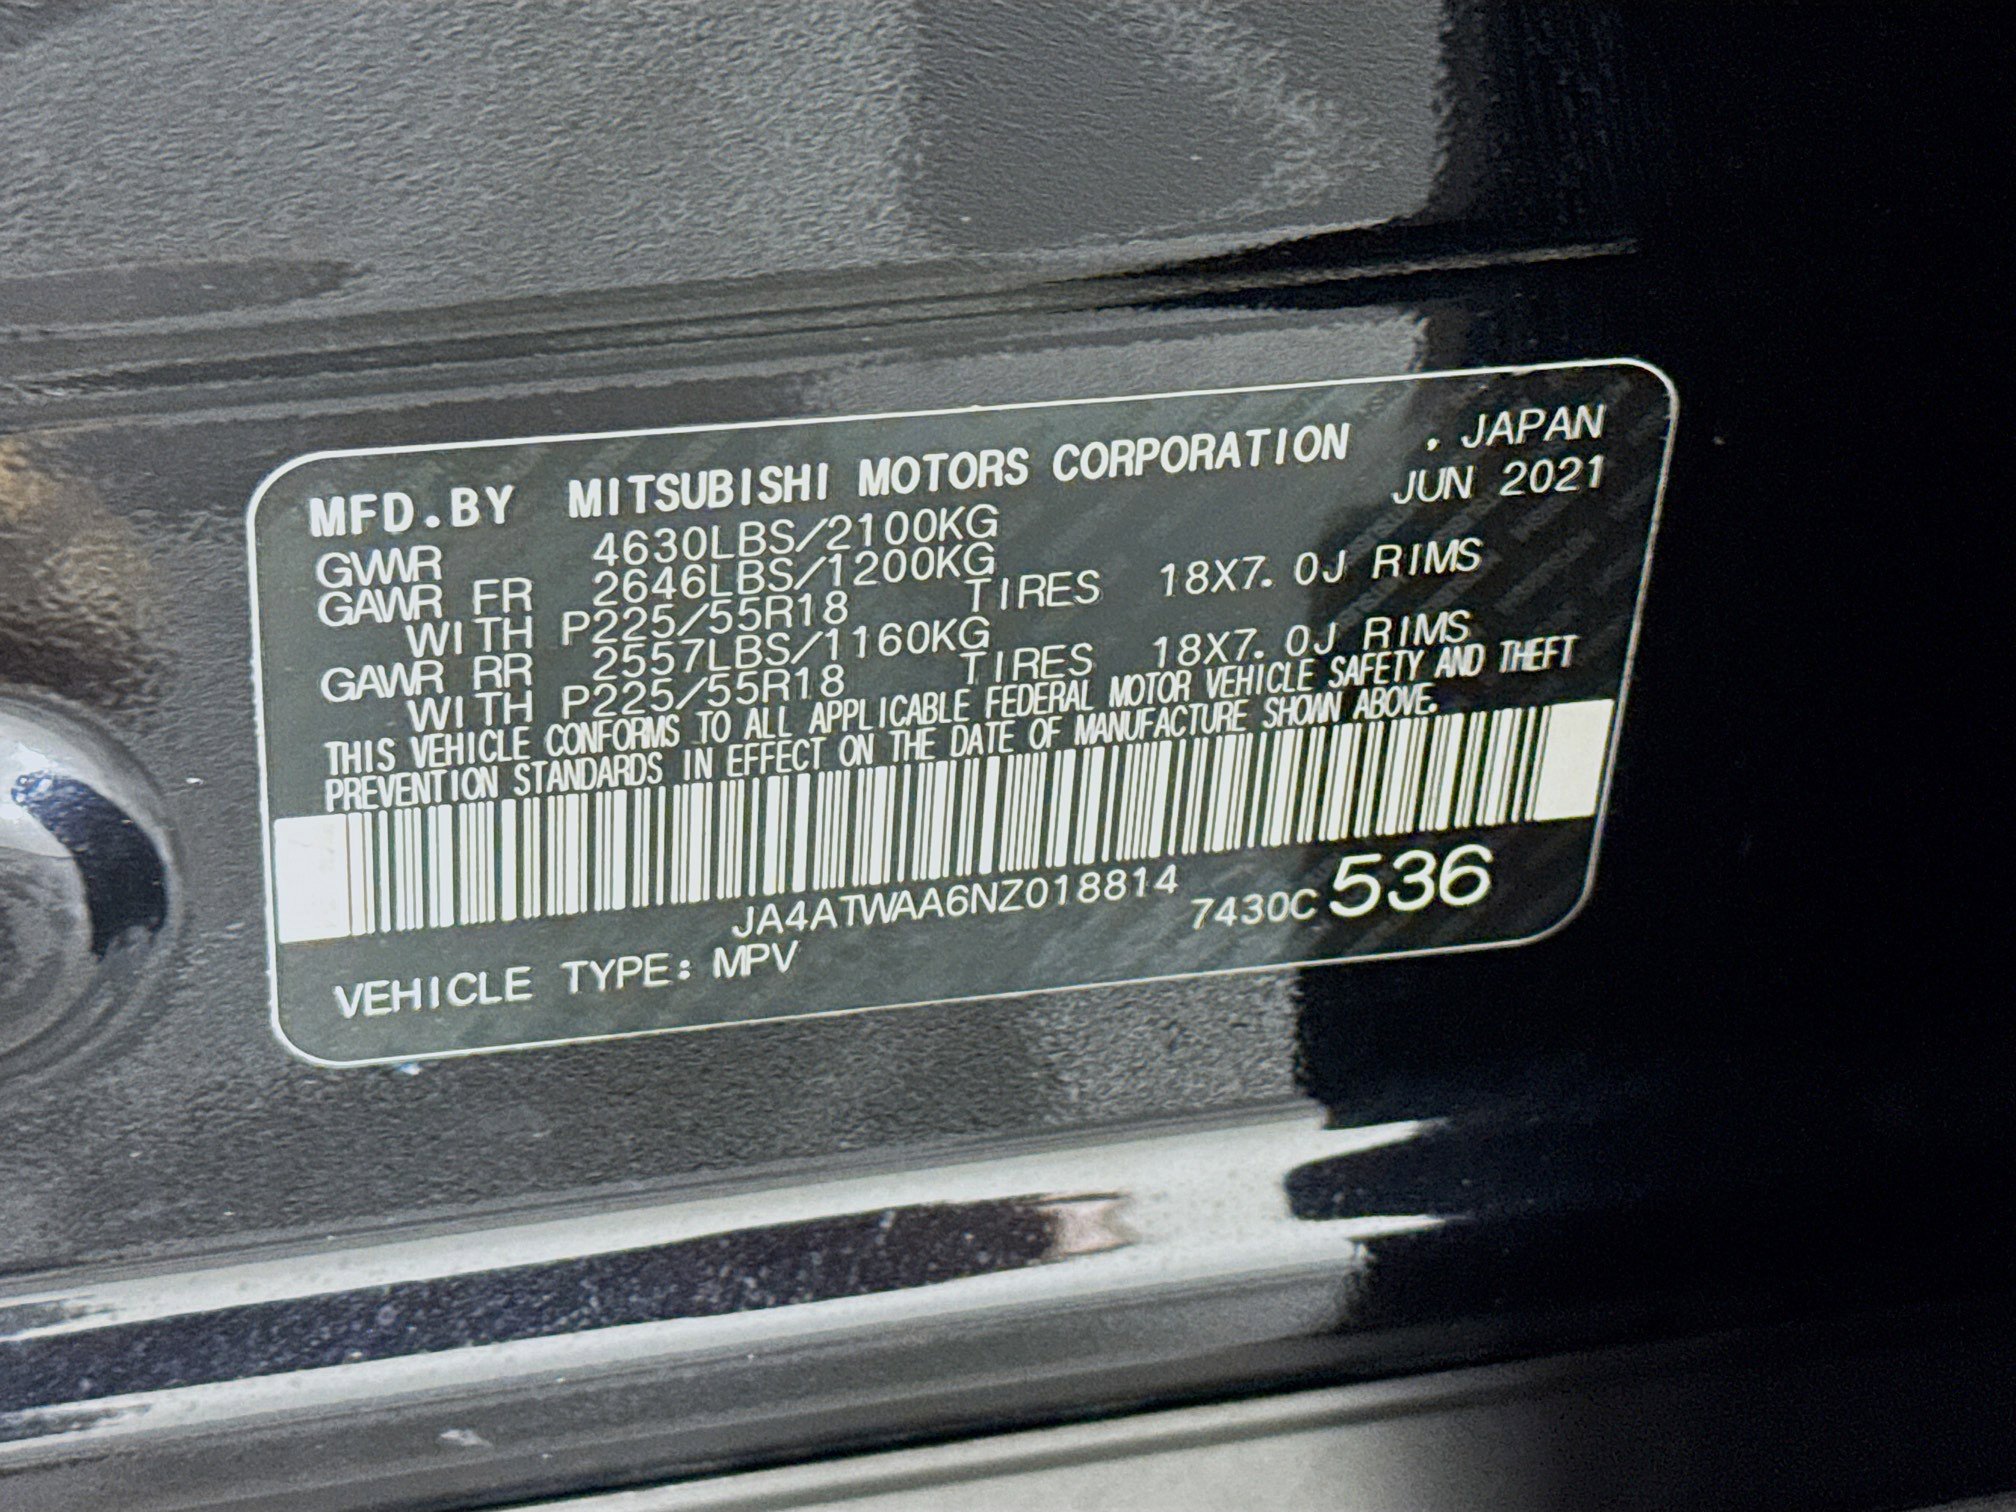 MFD.BY MITSUBISHI MOTORS CORPORATION . JAPAN
JUN 2021
GVWR 4630LBS/2100KG
GAWR FR 2646LBS/1200KG
WITH P225/55R18 TIRES 18X7.0J RIMS
GAWR RR 2557LBS/1160KG
WITH P225/55R18 TIRES 18X7.0J RIMS
THIS VEHICLE CONFORMS TO ALL APPLICABLE FEDERAL MOTOR VEHICLE SAFETY AND THEFT
PREVENTION STANDARDS IN EFFECT ON THE DATE OF MANUFACTURE SHOWN ABOVE.
JA4ATWAA6NZ018814 7430C536
VEHICLE TYPE: MPV